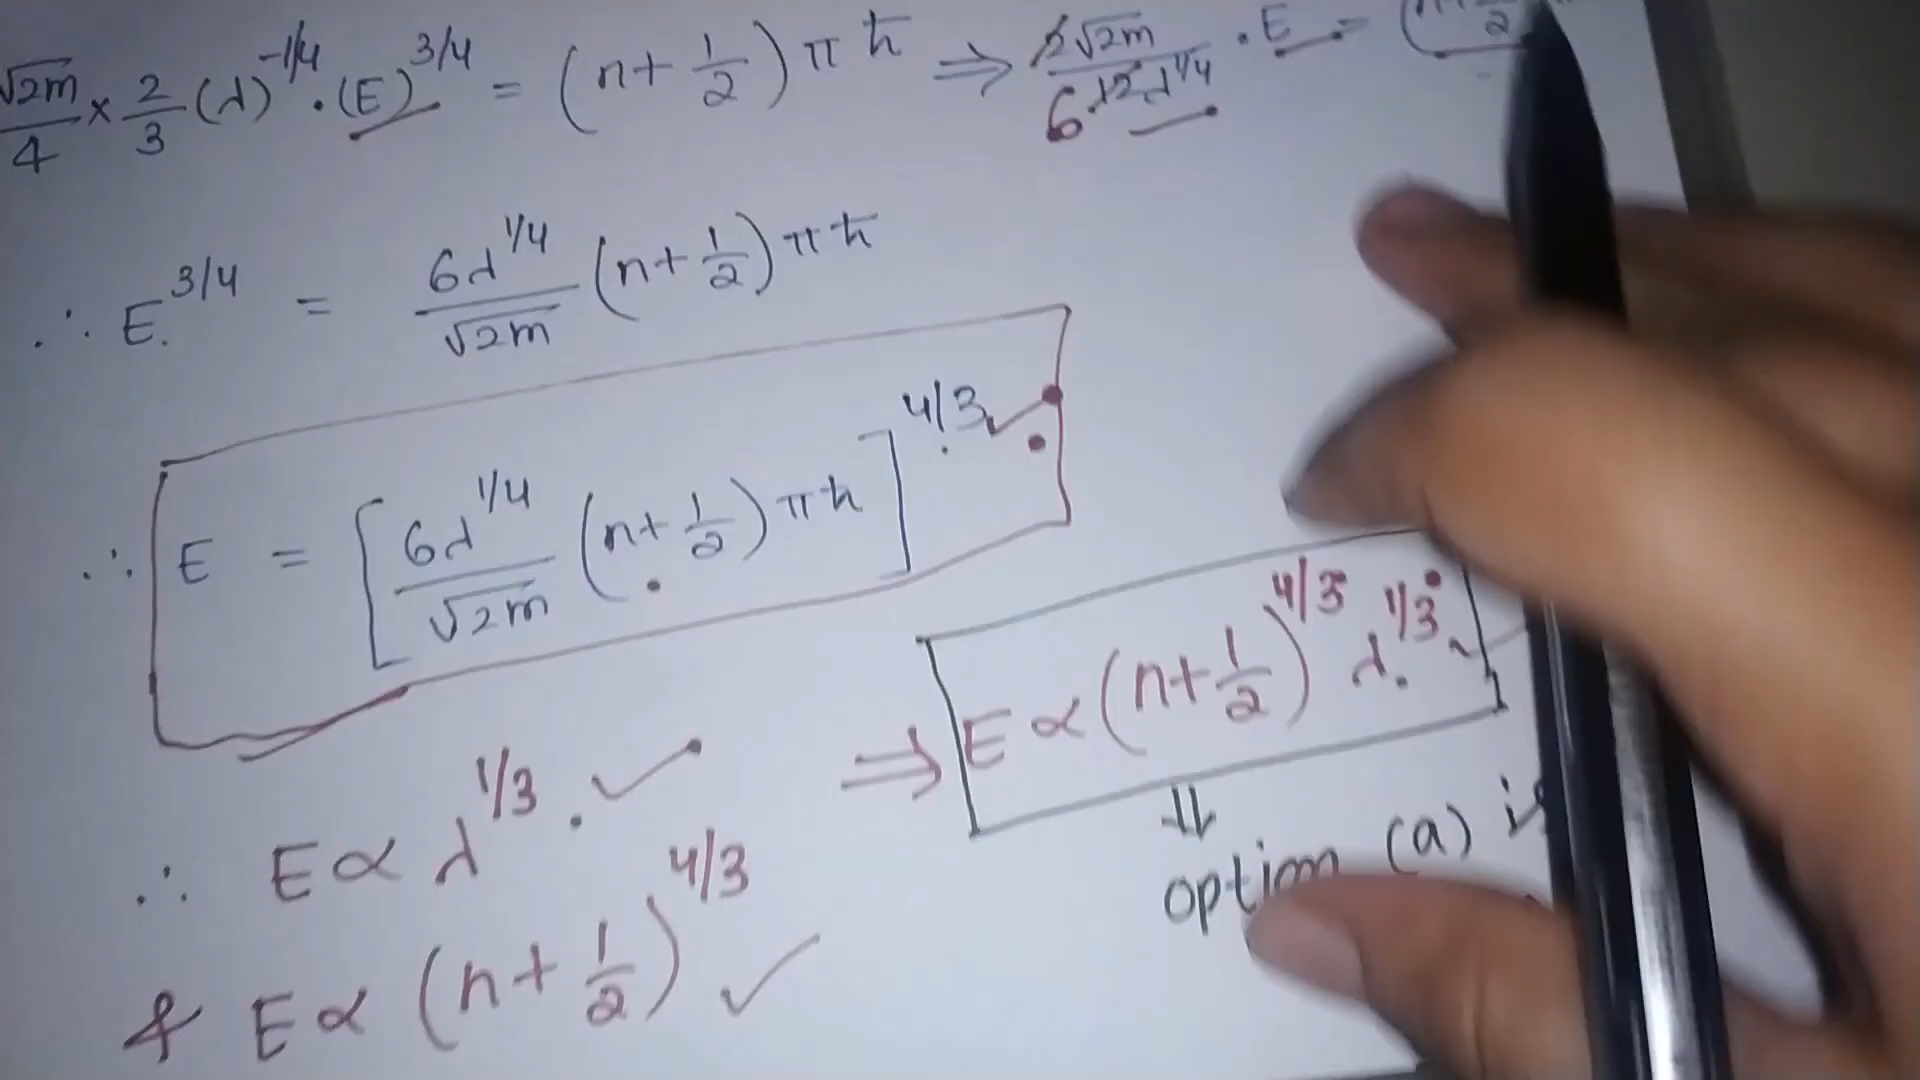 √2m/4 × 2/3 (λ)^-1/4 · (E)^3/4 = (n + 1/2) π ħ ⇒ 2√2m / 6 12 λ^1/4 · E =
∴ E^3/4 = 6λ^1/4 / √2m (n + 1/2) π ħ
∴ E = [6λ^1/4 / √2m (n + 1/2) π ħ]^4/3
∴ E ∝ λ^1/3 ⇒ E ∝ (n + 1/2)^4/3 λ^1/3
⇓
option (a)
& E ∝ (n + 1/2)^4/3